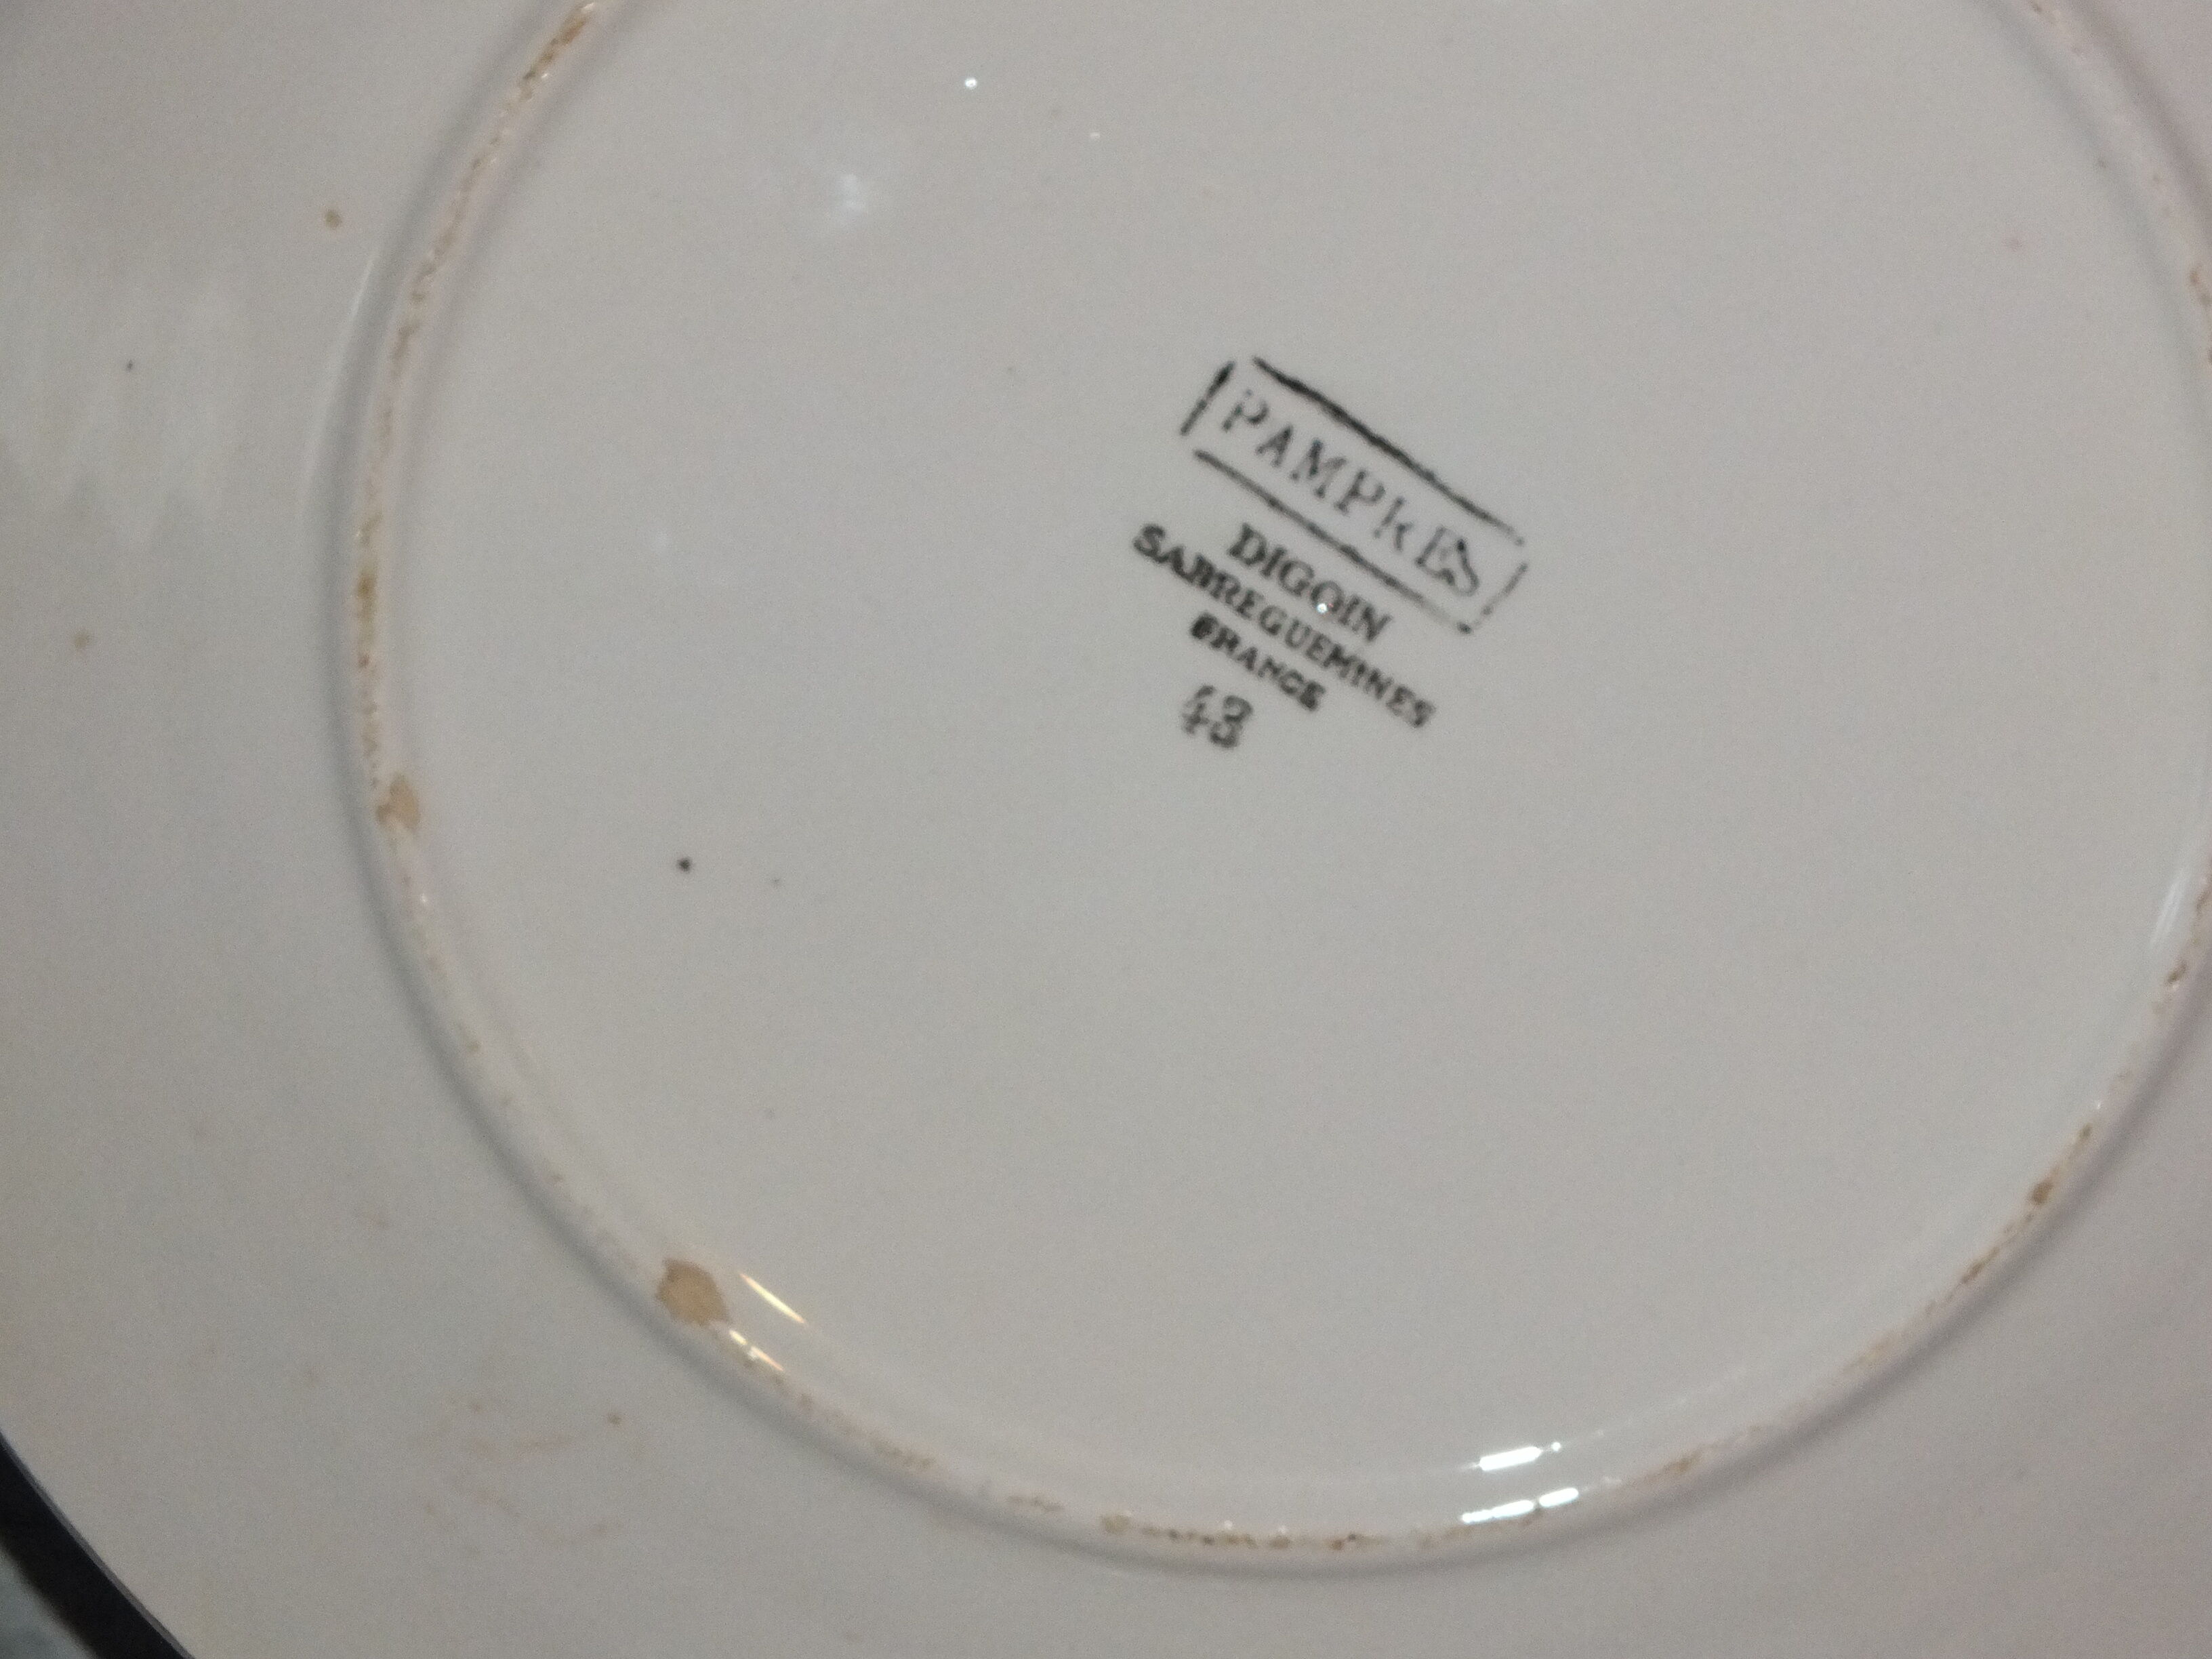 PAMPRES
DIGOIN
SARREGUEMINES
FRANCE
43